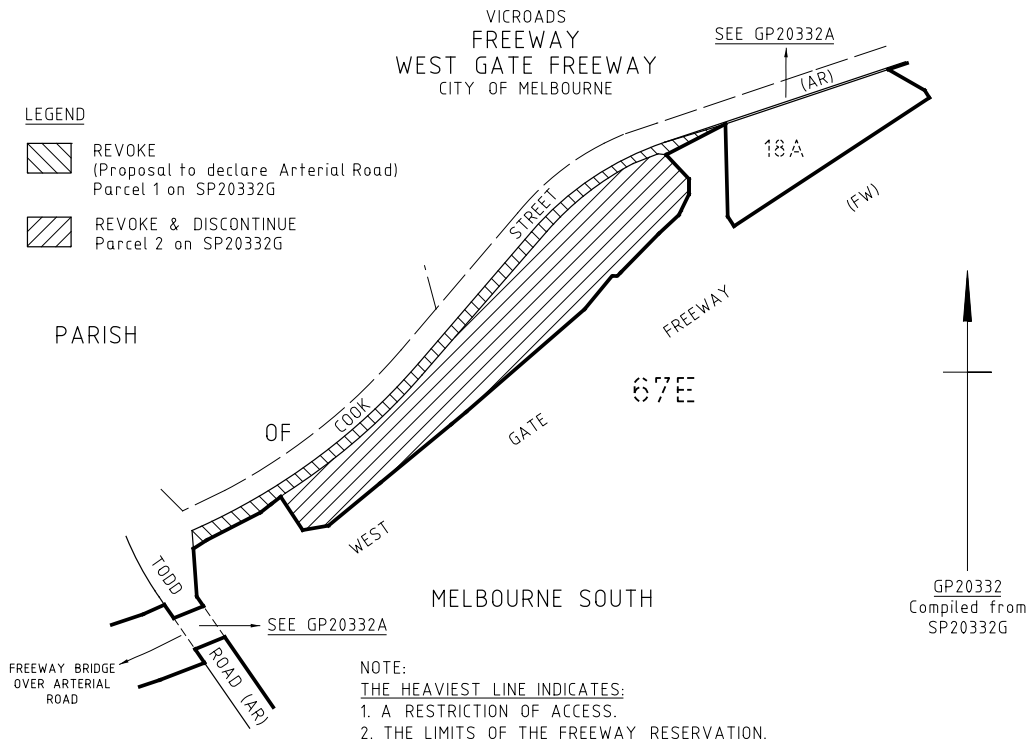 VICROADS
FREEWAY
WEST GATE FREEWAY
CITY OF MELBOURNE
SEE GP20332A
(AR)
LEGEND
REVOKE
(Proposal to declare Arterial Road)
Parcel 1 on SP20332G
REVOKE & DISCONTINUE
Parcel 2 on SP20332G
18A
(FW)
STREET
FREEWAY
PARISH
67E
OF
COOK
GATE
WEST
TODD
MELBOURNE SOUTH
GP20332
Compiled from
SP20332G
SEE GP20332A
FREEWAY BRIDGE
OVER ARTERIAL
ROAD
ROAD (AR)
NOTE:
THE HEAVIEST LINE INDICATES:
1. A RESTRICTION OF ACCESS.
2. THE LIMITS OF THE FREEWAY RESERVATION.